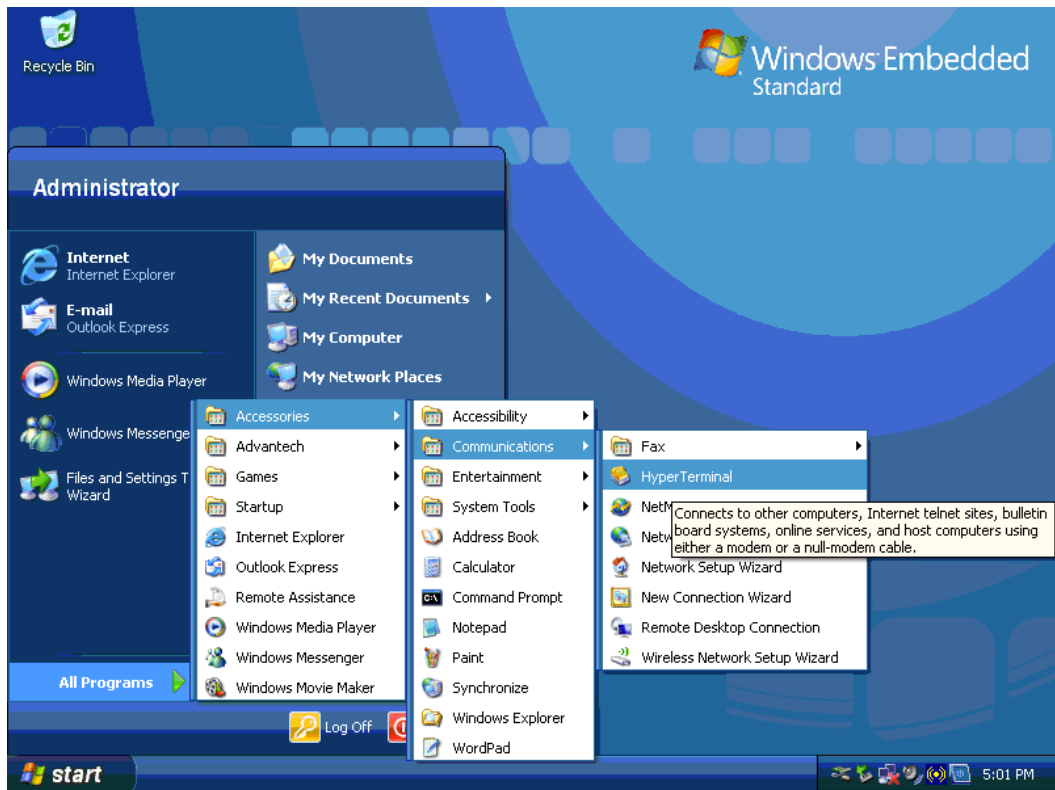 Recycle Bin
Windows Embedded
Standard
Administrator
Internet
Internet Explorer
E-mail
Outlook Express
Windows Media Player
Windows Messenge
Files and Settings T
Wizard
My Documents
My Recent Documents
My Computer
My Network Places
Accessories
Advantech
Games
Startup
Internet Explorer
Outlook Express
Remote Assistance
Windows Media Player
Windows Messenger
Windows Movie Maker
Accessibility
Communications
Entertainment
System Tools
Address Book
Calculator
Command Prompt
Notepad
Paint
Synchronize
Windows Explorer
WordPad
Fax
HyperTerminal
NetM
Netw
Connects to other computers, Internet telnet sites, bulletin
board systems, online services, and host computers using
either a modem or a null-modem cable.
Network Setup Wizard
New Connection Wizard
Remote Desktop Connection
Wireless Network Setup Wizard
All Programs
Log Off
start
5:01 PM